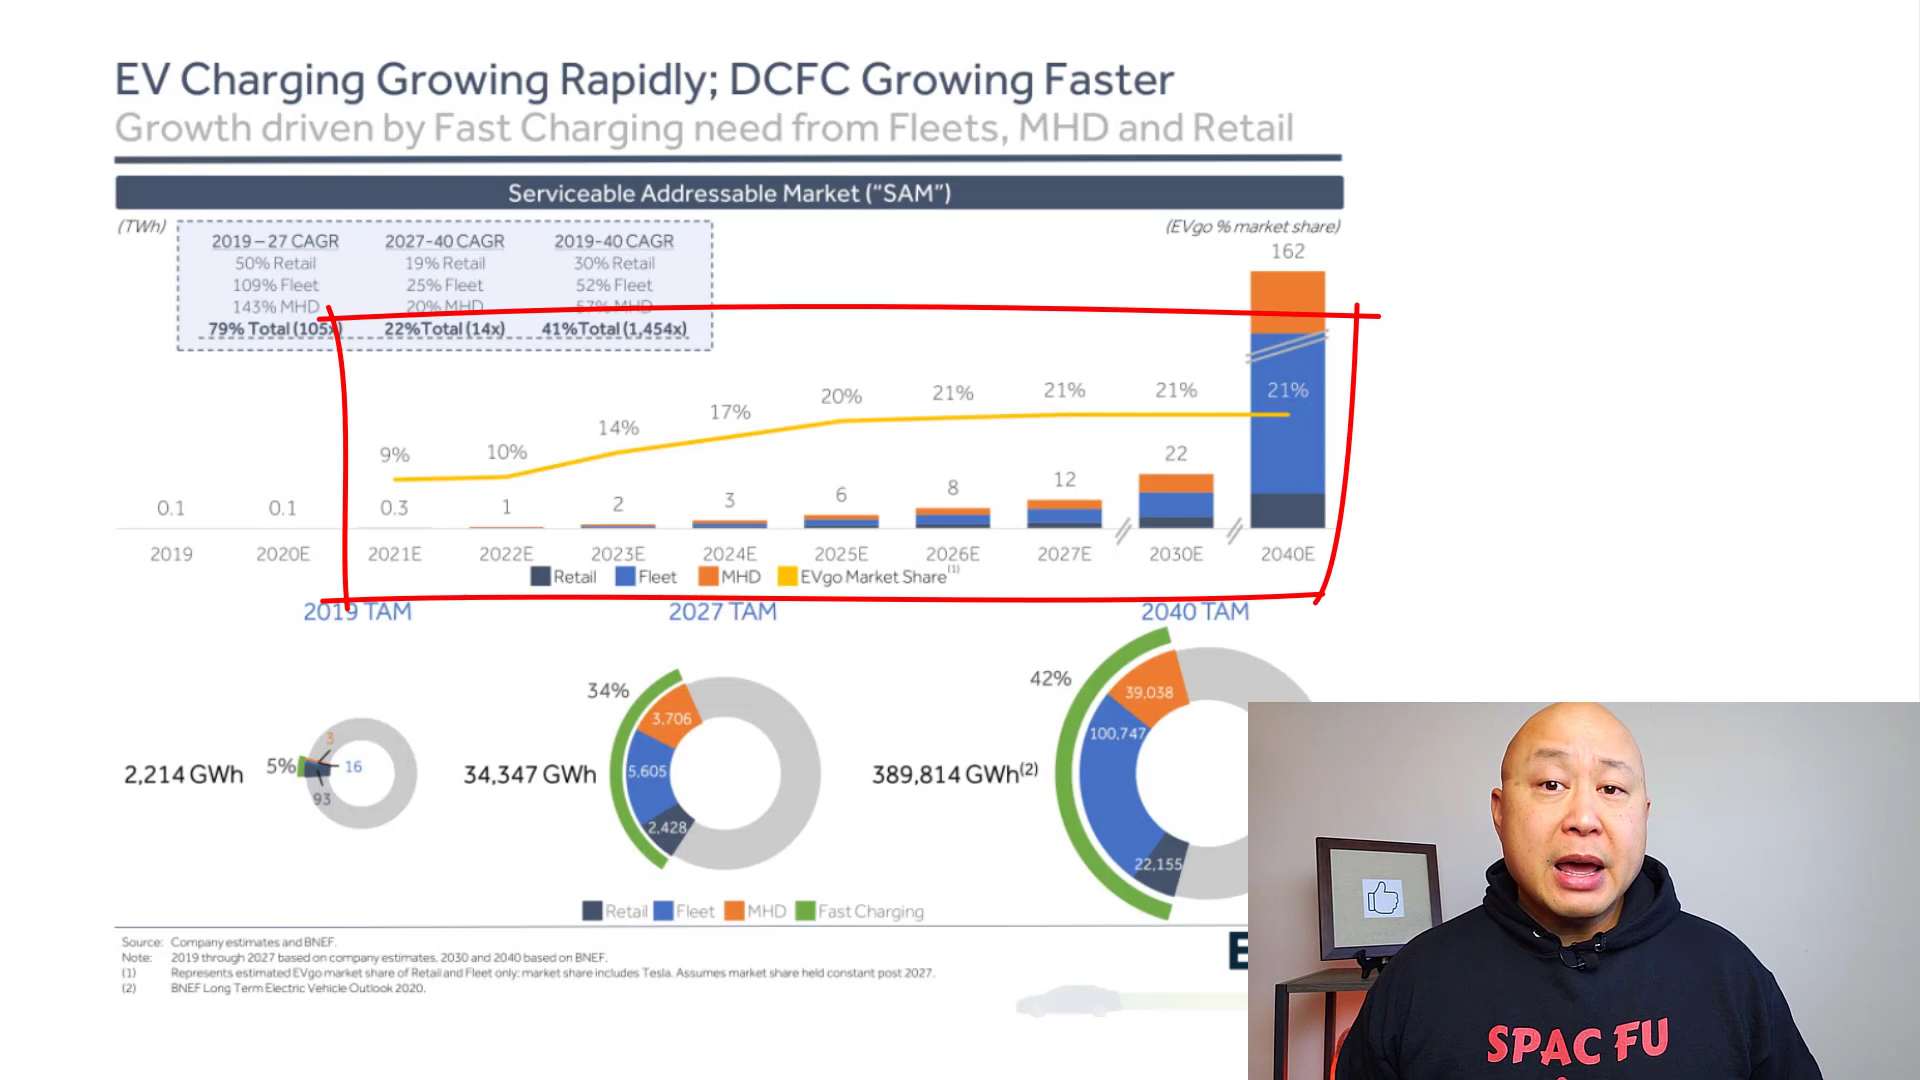 EV Charging Growing Rapidly; DCFC Growing Faster
Growth driven by Fast Charging need from Fleets, MHD and Retail
Serviceable Addressable Market (“SAM”)
(TWh)
(EVgo % market share)
2019 – 27 CAGR 2027-40 CAGR 2019-40 CAGR
50% Retail 19% Retail 30% Retail
109% Fleet 25% Fleet 52% Fleet
143% MHD 20% MHD 57% MHD
79% Total (105x) 22%Total (14x) 41%Total (1,454x)
162
9% 10% 14% 17% 20% 21% 21% 21% 21%
0.1 0.1 0.3 1 2 3 6 8 12 22
2019 2020E 2021E 2022E 2023E 2024E 2025E 2026E 2027E 2030E 2040E
Retail Fleet MHD EVgo Market Share(1)
2019 TAM 2027 TAM 2040 TAM
2,214 GWh 5% 3 16 93
34,347 GWh 34% 3,706 5,605 2,428
389,814 GWh(2) 42% 39,038 100,747 22,155
Retail Fleet MHD Fast Charging
Source: Company estimates and BNEF.
Note: 2019 through 2027 based on company estimates, 2030 and 2040 based on BNEF.
(1) Represents estimated EVgo market share of Retail and Fleet only; market share includes Tesla. Assumes market share held constant post 2027.
(2) BNEF Long Term Electric Vehicle Outlook 2020.
E
SPAC FU